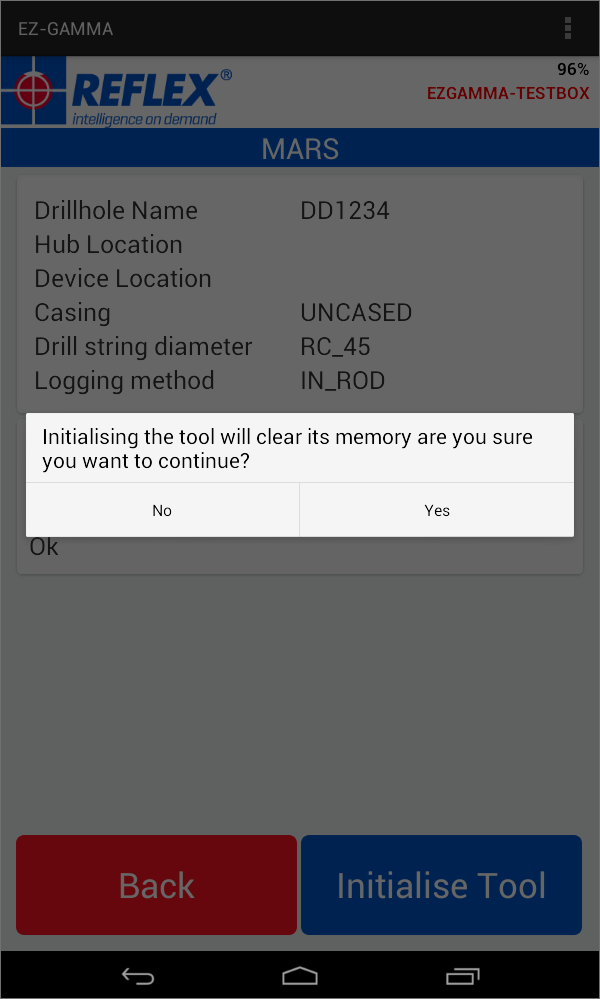 EZ-GAMMA
REFLEX®
intelligence on demand
96%
EZGAMMA-TESTBOX
MARS
Drillhole Name DD1234
Hub Location
Device Location
Casing UNCASED
Drill string diameter RC_45
Logging method IN_ROD
Initialising the tool will clear its memory are you sure
you want to continue?
No Yes
Ok
Back Initialise Tool